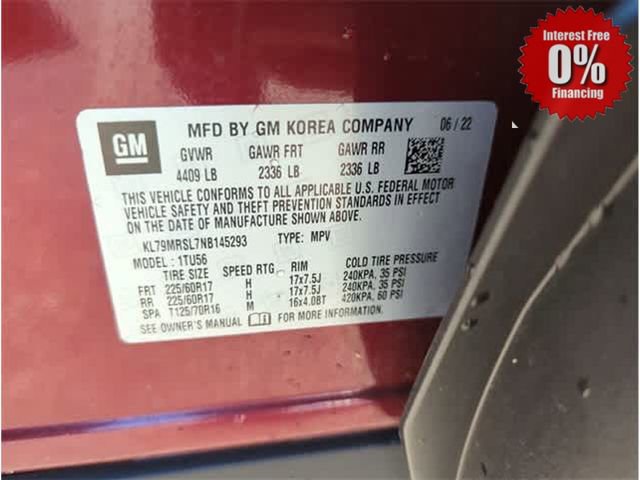 Interest Free
0%
Financing
GM MFD BY GM KOREA COMPANY 06/22
GVWR GAWR FRT GAWR RR
4409 LB 2336 LB 2336 LB
THIS VEHICLE CONFORMS TO ALL APPLICABLE U.S. FEDERAL MOTOR
VEHICLE SAFETY AND THEFT PREVENTION STANDARDS IN EFFECT
ON THE DATE OF MANUFACTURE SHOWN ABOVE.
KL79MRSL7NB145293 TYPE: MPV
MODEL: 1TU56
TIRE SIZE SPEED RTG RIM COLD TIRE PRESSURE
FRT 225/60R17 H 17x7.5J 240KPA, 35 PSI
RR 225/60R17 H 17x7.5J 240KPA, 35 PSI
SPA T125/70R16 M 16x4.0BT 420KPA, 60 PSI
SEE OWNER'S MANUAL FOR MORE INFORMATION.